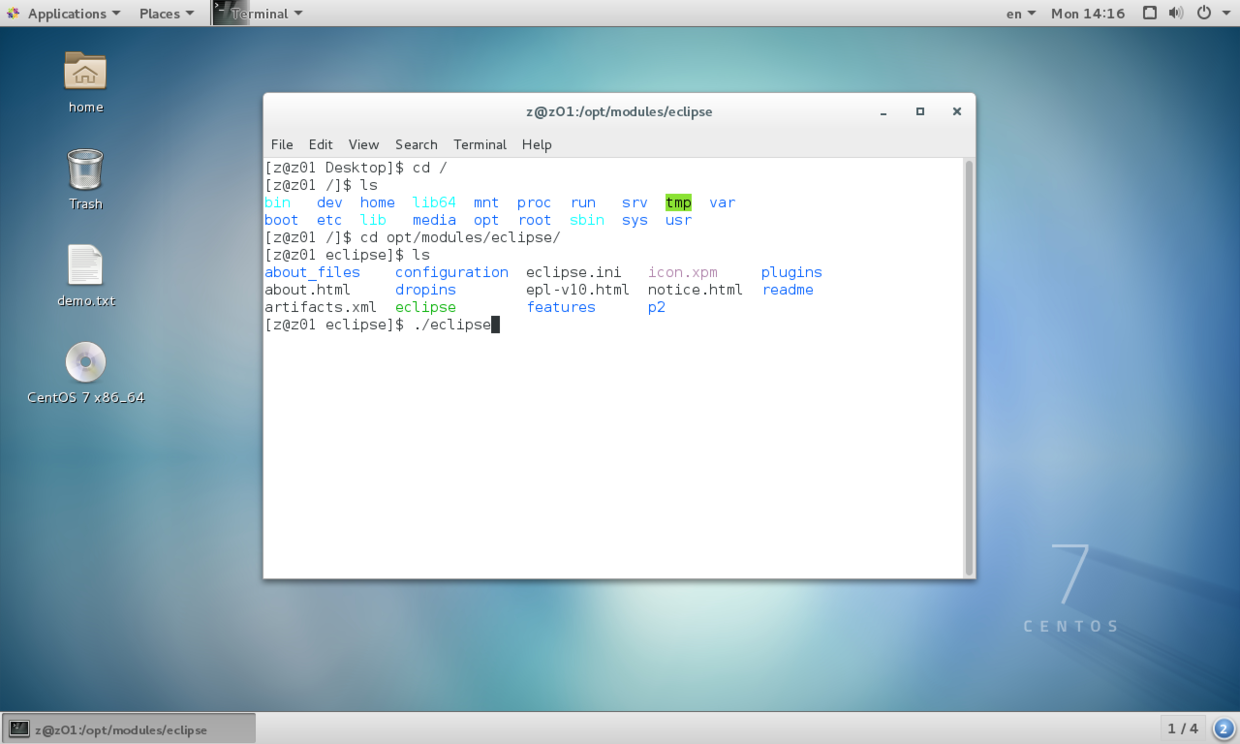 Applications Places Terminal en Mon 14:16
home
Trash
demo.txt
CentOS 7 x86_64
z@z01:/opt/modules/eclipse
File Edit View Search Terminal Help
[z@z01 Desktop]$ cd /
[z@z01 /]$ ls
bin dev home lib64 mnt proc run srv tmp var
boot etc lib media opt root sbin sys usr
[z@z01 /]$ cd opt/modules/eclipse/
[z@z01 eclipse]$ ls
about_files configuration eclipse.ini icon.xpm plugins
about.html dropins epl-v10.html notice.html readme
artifacts.xml eclipse features p2
[z@z01 eclipse]$ ./eclipse
7
CENTOS
z@z01:/opt/modules/eclipse
1 / 4
2